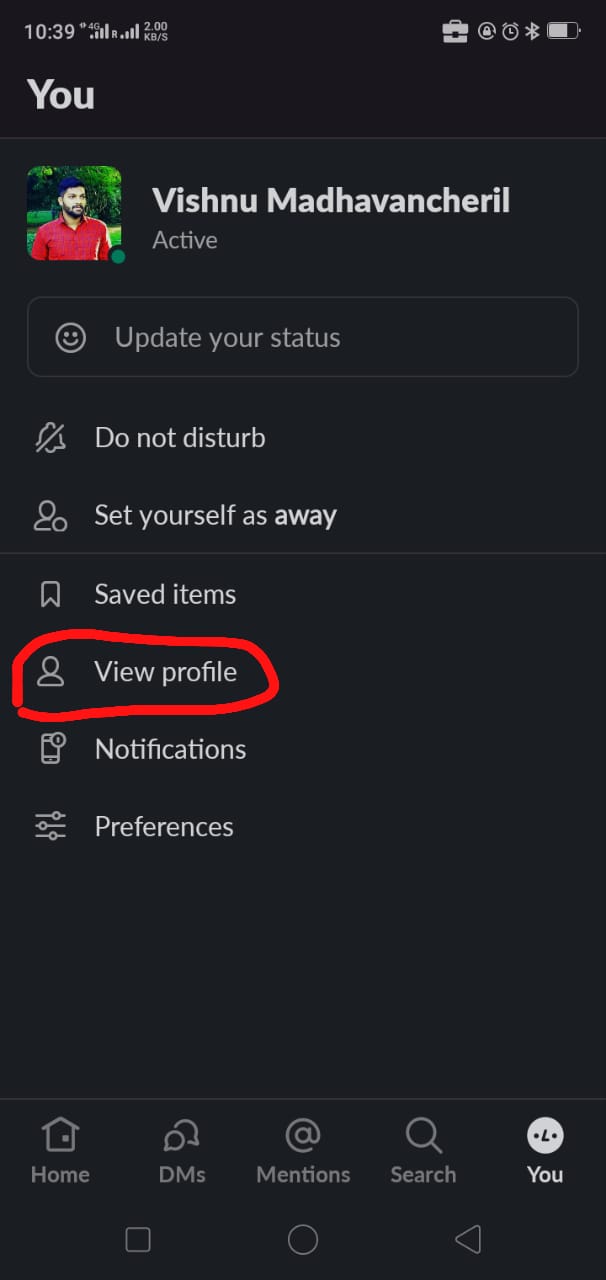 10:39 4G R 2.00 KB/S
You
Vishnu Madhavancheril
Active
Update your status
Do not disturb
Set yourself as away
Saved items
View profile
Notifications
Preferences
Home DMs Mentions Search You